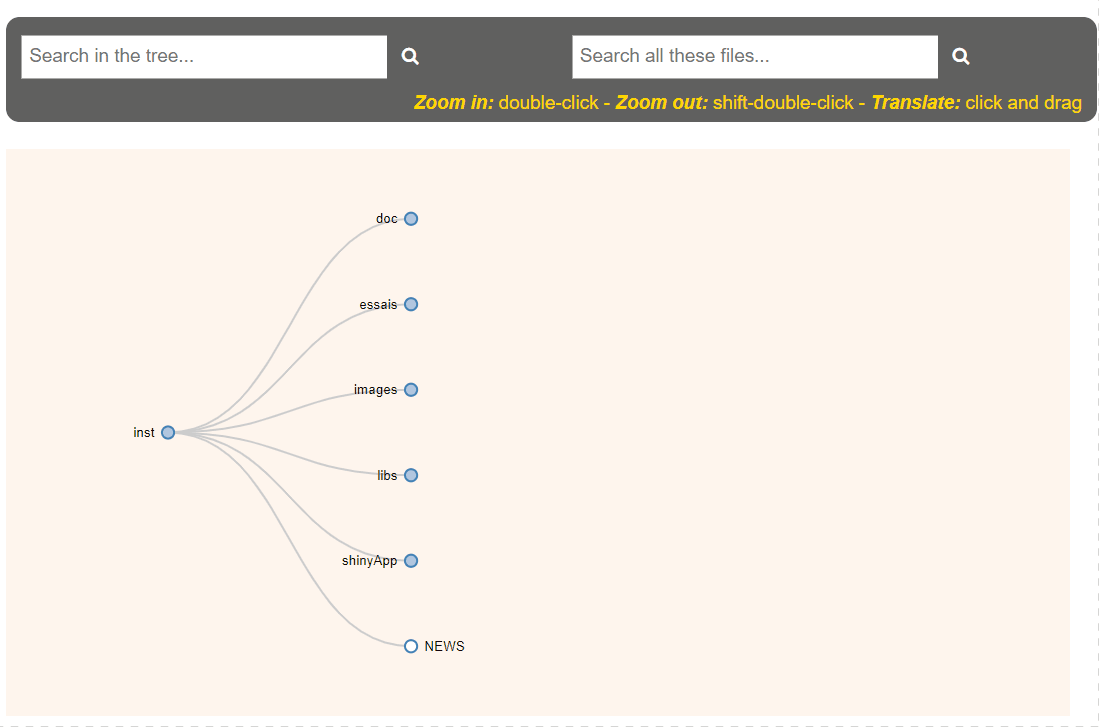 Search in the tree...
Search all these files...
Zoom in: double-click - Zoom out: shift-double-click - Translate: click and drag
doc
essais
images
inst
libs
shinyApp
NEWS